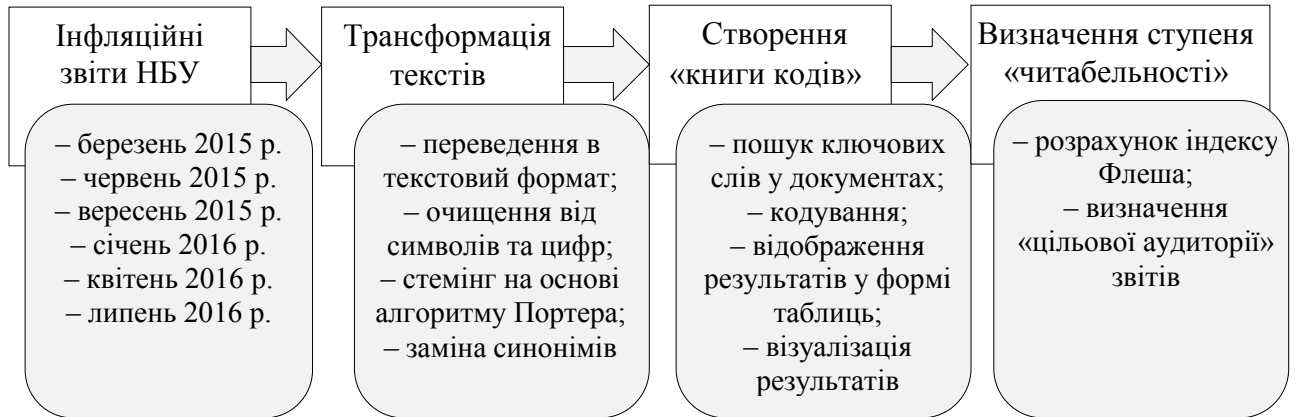 Інфляційні
звіти НБУ
– березень 2015 р.
– червень 2015 р.
– вересень 2015 р.
– січень 2016 р.
– квітень 2016 р.
– липень 2016 р.
Трансформація
текстів
– переведення в
текстовий формат;
– очищення від
символів та цифр;
– стемінг на основі
алгоритму Портера;
– заміна синонімів
Створення
«книги кодів»
– пошук ключових
слів у документах;
– кодування;
– відображення
результатів у формі
таблиць;
– візуалізація
результатів
Визначення ступеня
«читабельності»
– розрахунок індексу
Флеша;
– визначення
«цільової аудиторії»
звітів